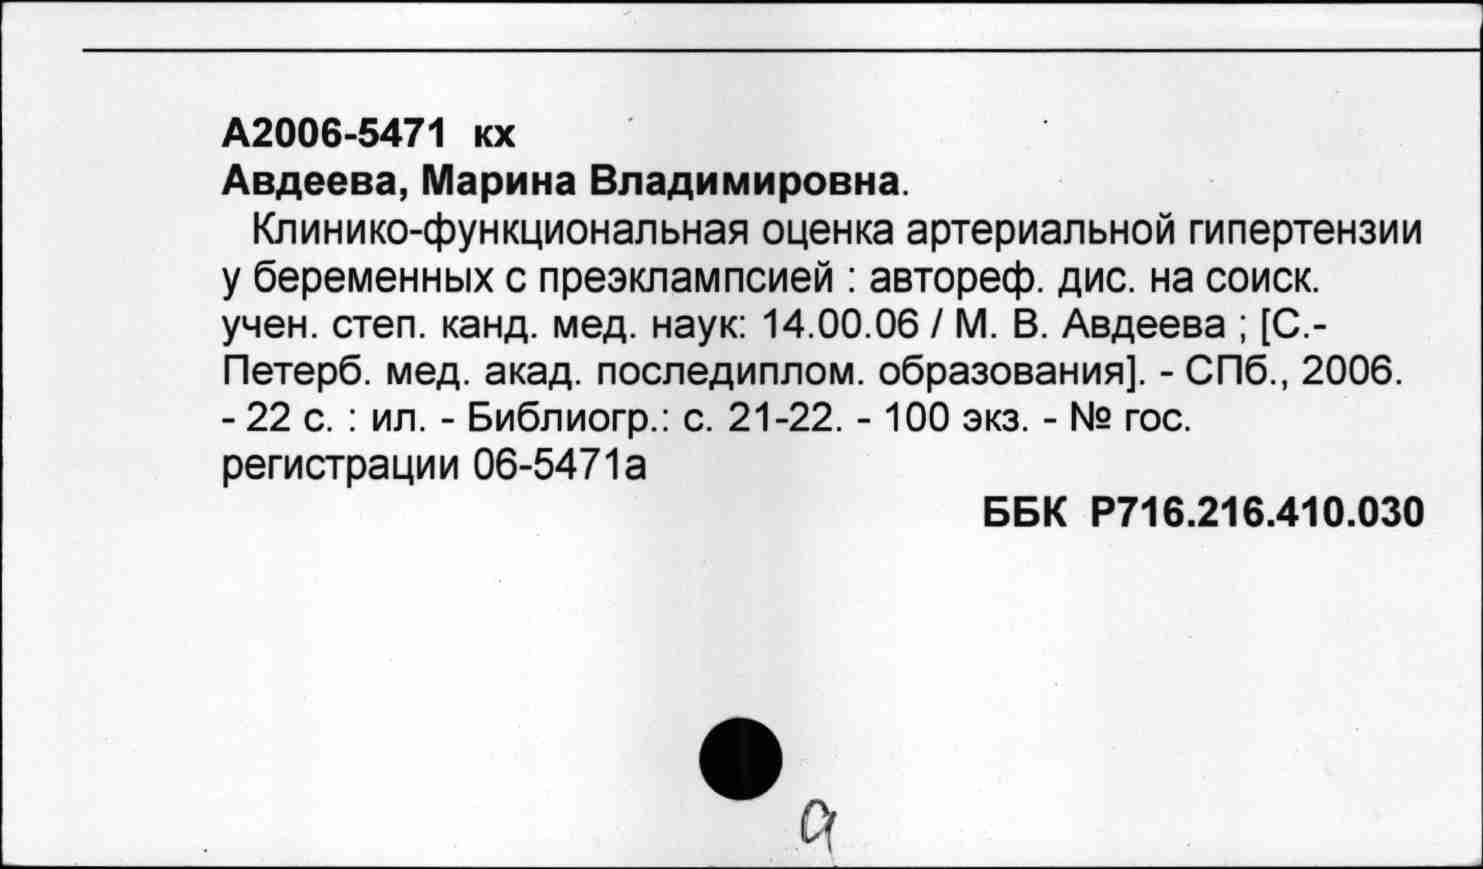 А2006-5471 кх
Авдеева, Марина Владимировна.
Клинико-функциональная оценка артериальной гипертензии
у беременных с преэклампсией : автореф. дис. на соиск.
учен. степ. канд. мед. наук: 14.00.06 / М. В. Авдеева ; [С.-
Петерб. мед. акад. последиплом. образования]. - СПб., 2006.
- 22 с. : ил. - Библиогр.: с. 21-22. - 100 экз. - № гос.
регистрации 06-5471а
ББК Р716.216.410.030